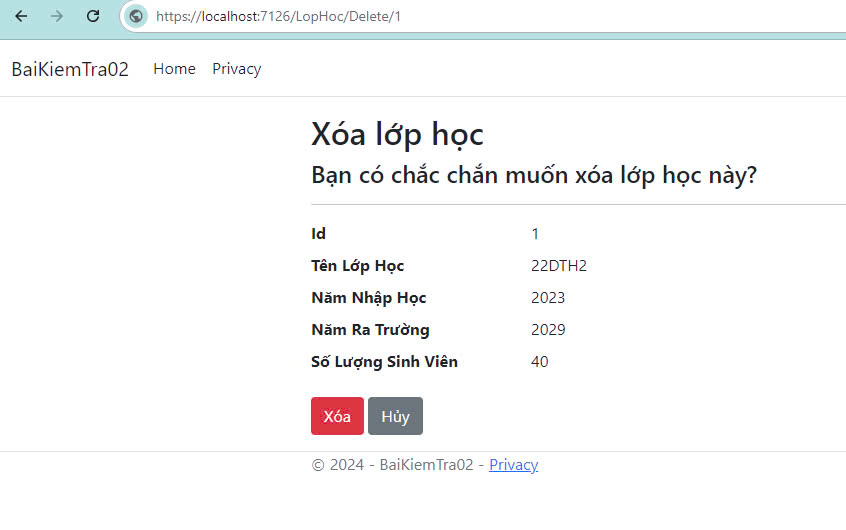 https://localhost:7126/LopHoc/Delete/1
BaiKiemTra02 Home Privacy
Xóa lớp học
Bạn có chắc chắn muốn xóa lớp học này?
Id 1
Tên Lớp Học 22DTH2
Năm Nhập Học 2023
Năm Ra Trường 2029
Số Lượng Sinh Viên 40
Xóa Hủy
© 2024 - BaiKiemTra02 - Privacy